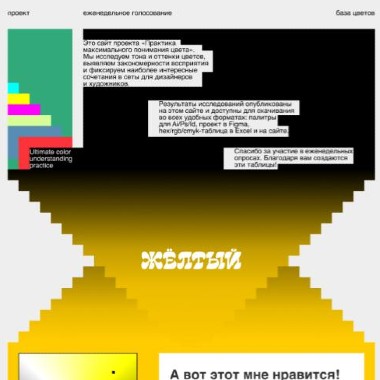 проект
еженедельное голосование
база цветов
Это сайт проекта «Практика
максимального понимания цвета».
Мы исследуем тона и оттенки цветов,
выявляем закономерности восприятия
и фиксируем наиболее интересные
сочетания в сеты для дизайнеров
и художников.
Результаты исследований опубликованы
на этом сайте и доступны для скачивания
во всех удобных форматах: палитры
для Ai/Ps/Id, проект в Figma,
hex/rgb/cmyk-таблица в Excel и на сайте.
Спасибо за участие в еженедельных
опросах. Благодаря вам создаются
эти таблицы!
Ultimate color
understanding
practice
ЖЁЛТЫЙ
А вот этот мне нравится!